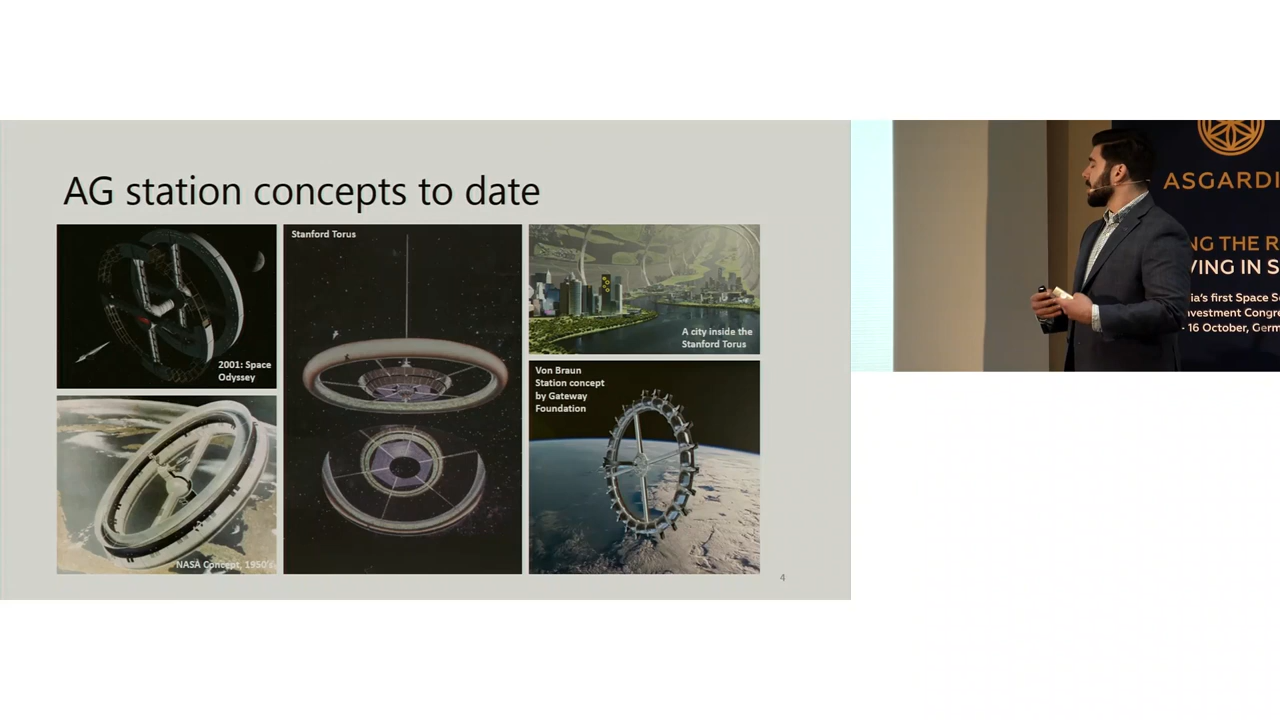 AG station concepts to date
2001: Space
Odyssey
NASA Concept, 1950's
Stanford Torus
A city inside the
Stanford Torus
Von Braun
Station concept
by Gateway
Foundation
4
ASGARDI
NG THE R
VING IN S
ia's first Space S
nvestment Congre
- 16 October, Germ